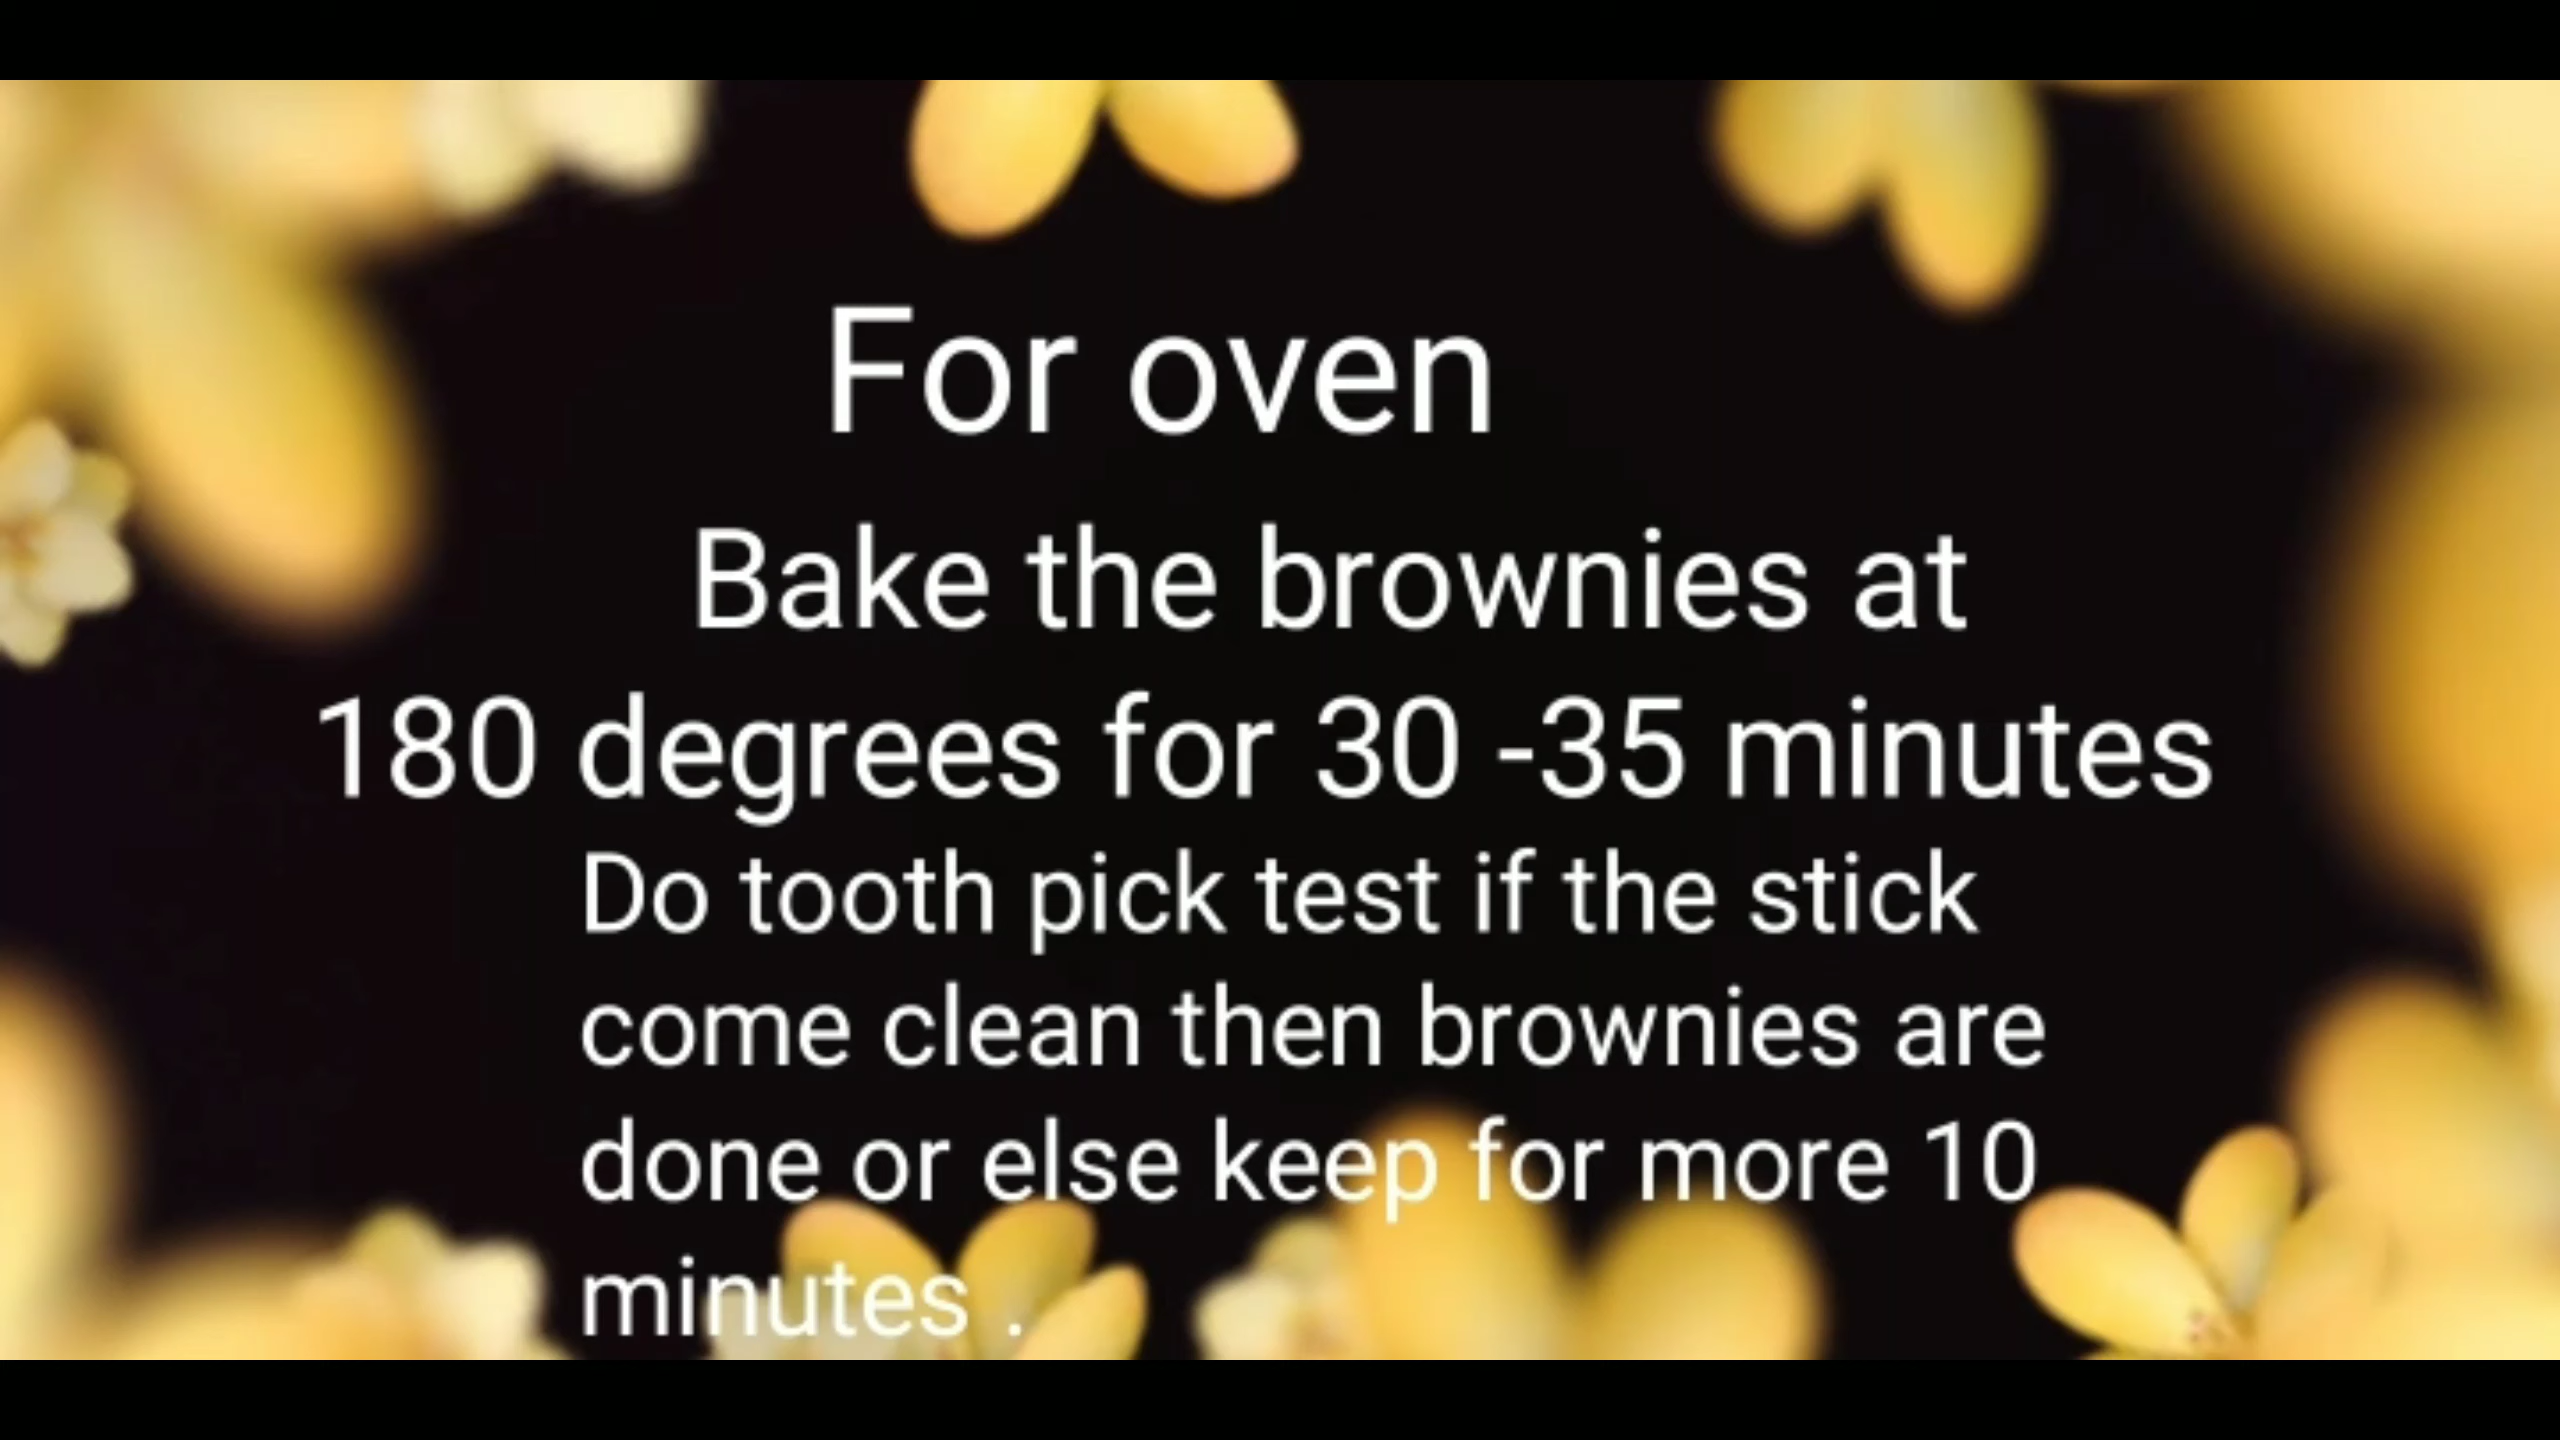 For oven
Bake the brownies at
180 degrees for 30 -35 minutes
Do tooth pick test if the stick
come clean then brownies are
done or else keep for more 10
minutes .